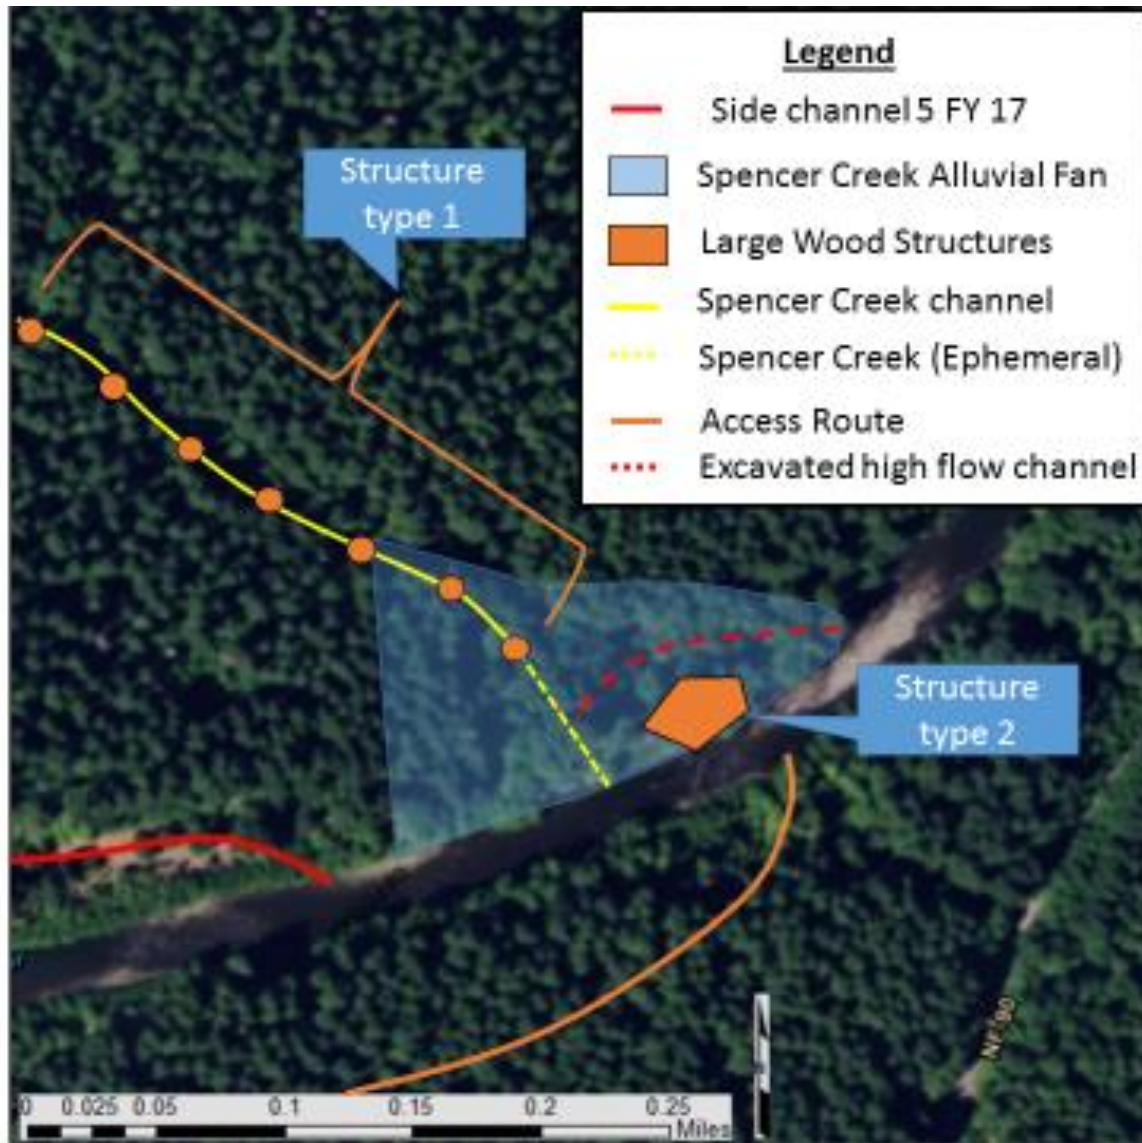 Legend
Side channel 5 FY 17
Spencer Creek Alluvial Fan
Large Wood Structures
Spencer Creek channel
Spencer Creek (Ephemeral)
Access Route
Excavated high flow channel
Structure
type 1
Structure
type 2
NF-90
0 0.025 0.05 0.1 0.15 0.2 0.25
Miles